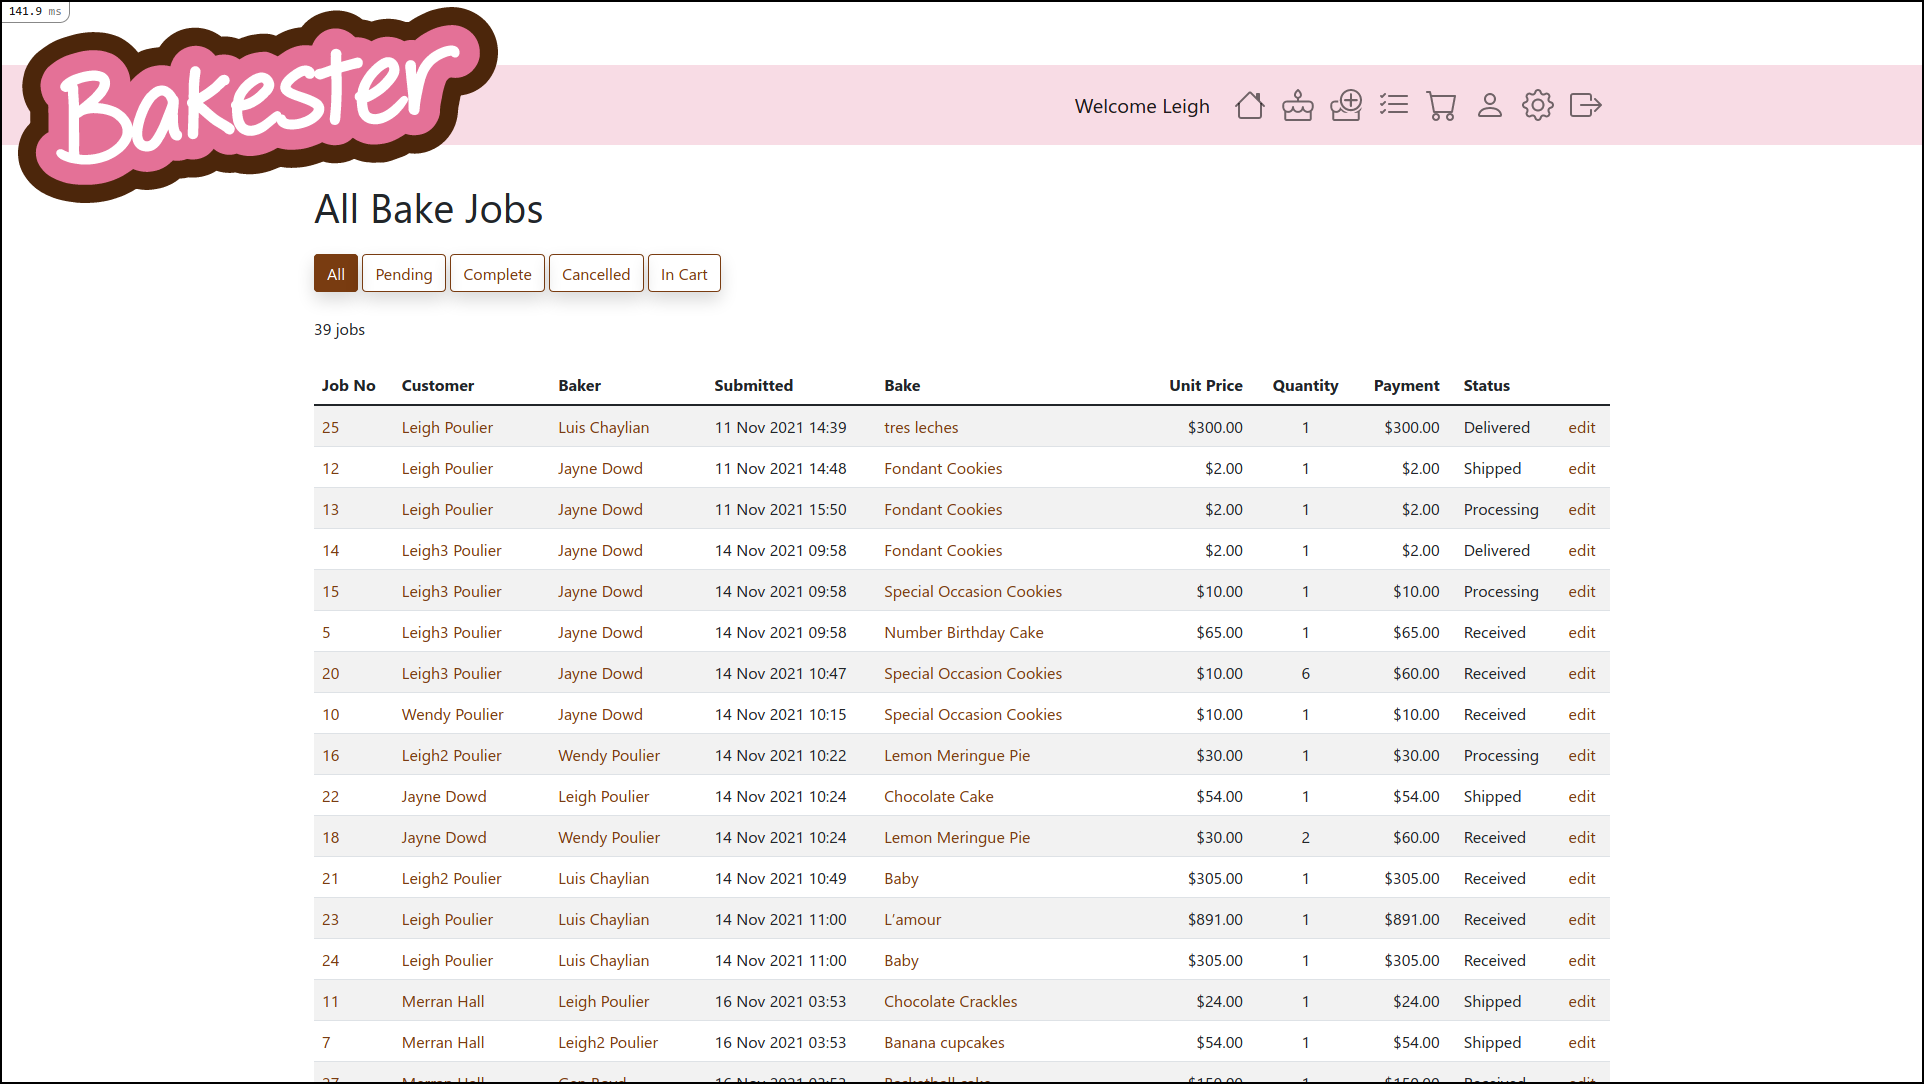 141.9 ms
Bakester
Welcome Leigh
All Bake Jobs
All Pending Complete Cancelled In Cart
39 jobs
Job No Customer Baker Submitted Bake Unit Price Quantity Payment Status
25 Leigh Poulier Luis Chaylian 11 Nov 2021 14:39 tres leches $300.00 1 $300.00 Delivered edit
12 Leigh Poulier Jayne Dowd 11 Nov 2021 14:48 Fondant Cookies $2.00 1 $2.00 Shipped edit
13 Leigh Poulier Jayne Dowd 11 Nov 2021 15:50 Fondant Cookies $2.00 1 $2.00 Processing edit
14 Leigh3 Poulier Jayne Dowd 14 Nov 2021 09:58 Fondant Cookies $2.00 1 $2.00 Delivered edit
15 Leigh3 Poulier Jayne Dowd 14 Nov 2021 09:58 Special Occasion Cookies $10.00 1 $10.00 Processing edit
5 Leigh3 Poulier Jayne Dowd 14 Nov 2021 09:58 Number Birthday Cake $65.00 1 $65.00 Received edit
20 Leigh3 Poulier Jayne Dowd 14 Nov 2021 10:47 Special Occasion Cookies $10.00 6 $60.00 Received edit
10 Wendy Poulier Jayne Dowd 14 Nov 2021 10:15 Special Occasion Cookies $10.00 1 $10.00 Received edit
16 Leigh2 Poulier Wendy Poulier 14 Nov 2021 10:22 Lemon Meringue Pie $30.00 1 $30.00 Processing edit
22 Jayne Dowd Leigh Poulier 14 Nov 2021 10:24 Chocolate Cake $54.00 1 $54.00 Shipped edit
18 Jayne Dowd Wendy Poulier 14 Nov 2021 10:24 Lemon Meringue Pie $30.00 2 $60.00 Received edit
21 Leigh2 Poulier Luis Chaylian 14 Nov 2021 10:49 Baby $305.00 1 $305.00 Received edit
23 Leigh Poulier Luis Chaylian 14 Nov 2021 11:00 L'amour $891.00 1 $891.00 Received edit
24 Leigh Poulier Luis Chaylian 14 Nov 2021 11:00 Baby $305.00 1 $305.00 Received edit
11 Merran Hall Leigh Poulier 16 Nov 2021 03:53 Chocolate Crackles $24.00 1 $24.00 Shipped edit
7 Merran Hall Leigh2 Poulier 16 Nov 2021 03:53 Banana cupcakes $54.00 1 $54.00 Shipped edit